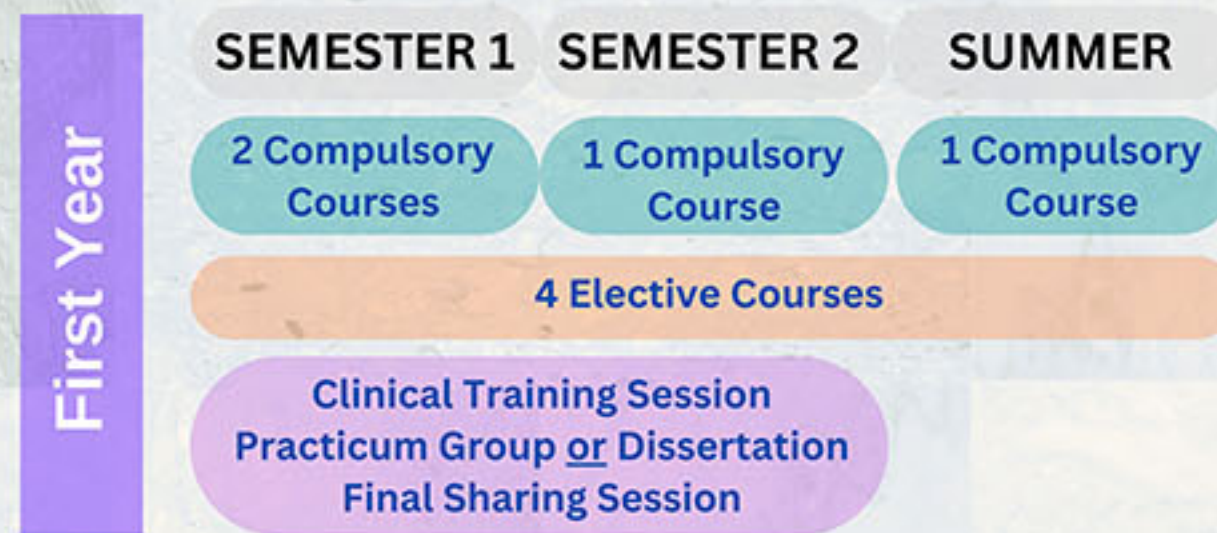 First Year
SEMESTER 1
SEMESTER 2
SUMMER
2 Compulsory
Courses
1 Compulsory
Course
1 Compulsory
Course
4 Elective Courses
Clinical Training Session
Practicum Group or Dissertation
Final Sharing Session